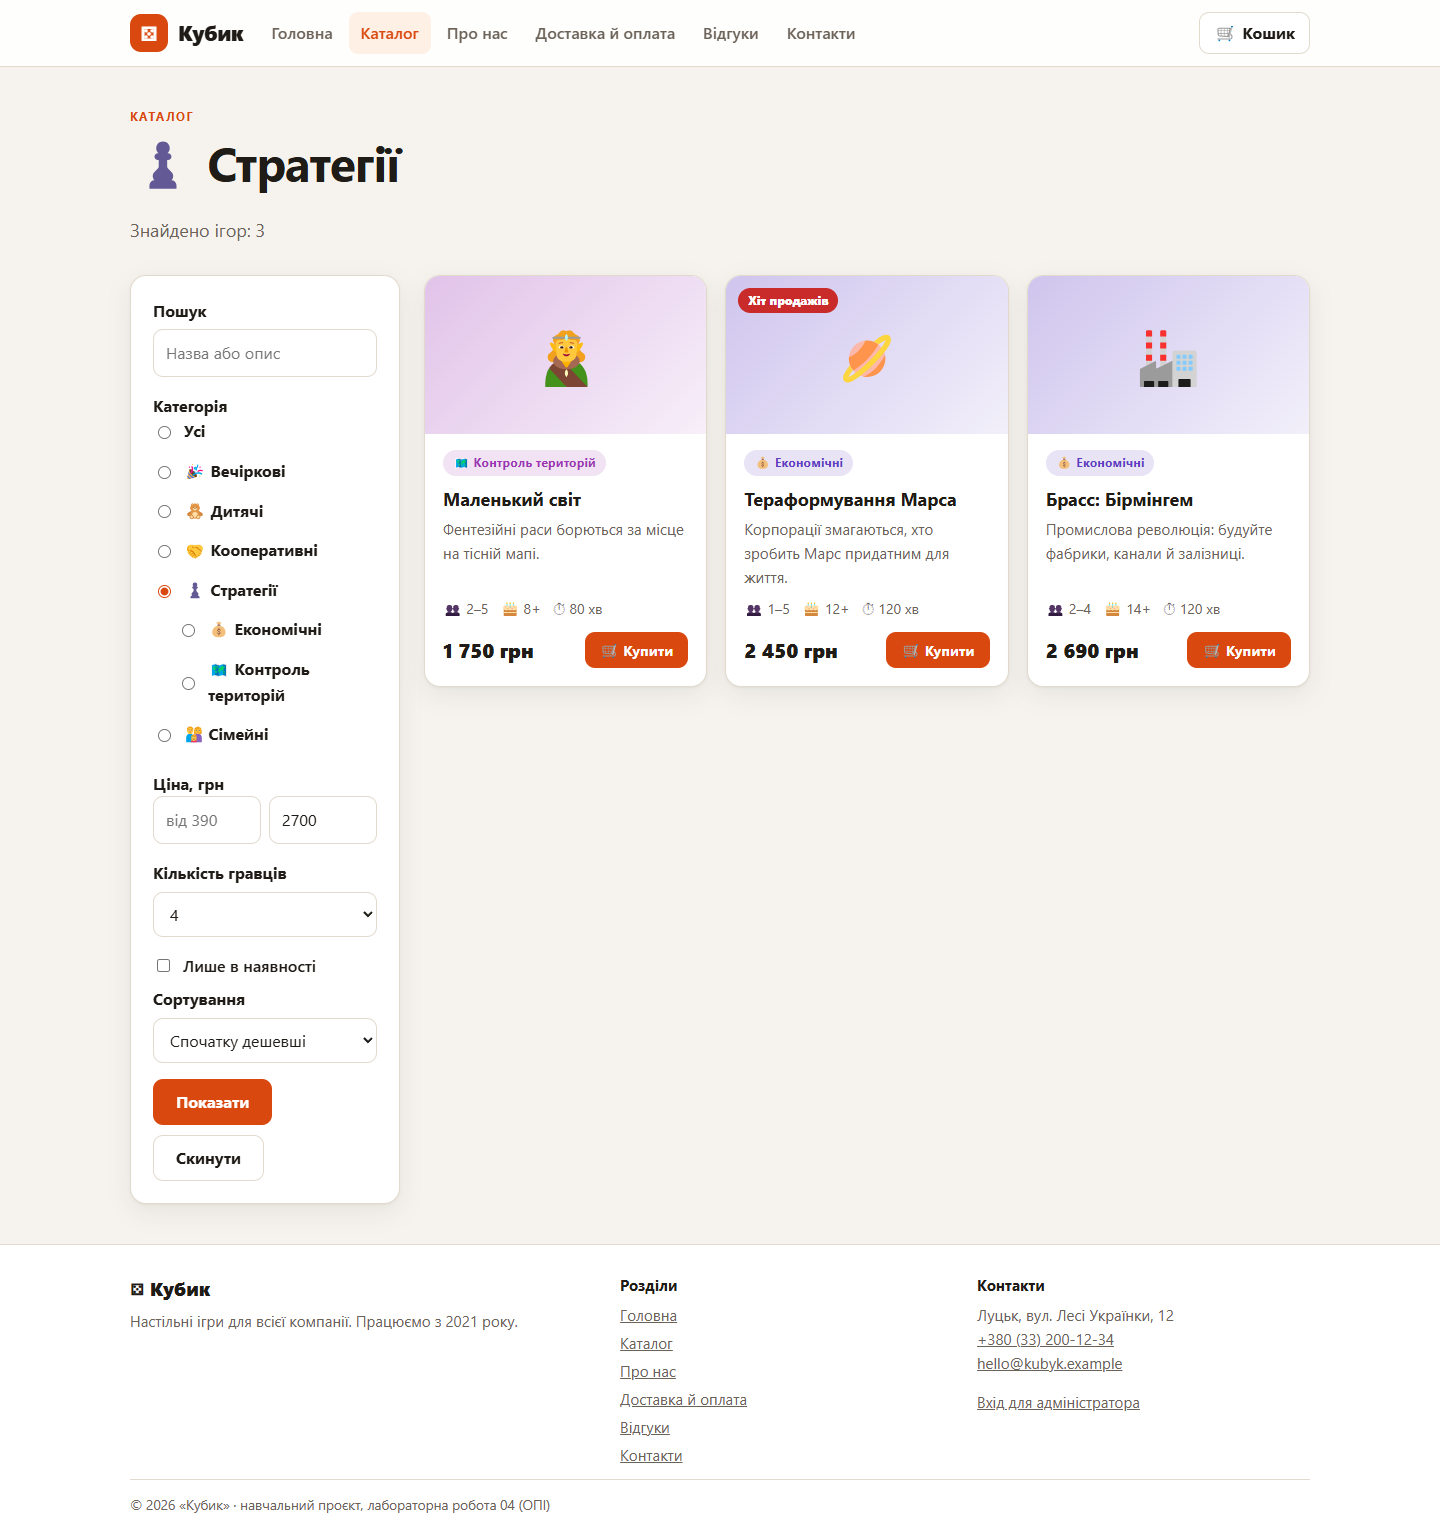 Кубик
Головна
Каталог
Про нас
Доставка й оплата
Відгуки
Контакти
Кошик
КАТАЛОГ
Стратегії
Знайдено ігор: 3
Пошук
Назва або опис
Категорія
Усі
Вечіркові
Дитячі
Кооперативні
Стратегії
Економічні
Контроль
територій
Сімейні
Ціна, грн
від 390
2700
Кількість гравців
4
Лише в наявності
Сортування
Спочатку дешевші
Показати
Скинути
Контроль територій
Маленький світ
Фентезійні раси борються за місце
на тісній мапі.
2–5 8+ 80 хв
1 750 грн
Купити
Хіт продажів
Економічні
Тераформування Марса
Корпорації змагаються, хто
зробить Марс придатним для
життя.
1–5 12+ 120 хв
2 450 грн
Купити
Економічні
Брасс: Бірмінгем
Промислова революція: будуйте
фабрики, канали й залізниці.
2–4 14+ 120 хв
2 690 грн
Купити
Кубик
Настільні ігри для всієї компанії. Працюємо з 2021 року.
Розділи
Головна
Каталог
Про нас
Доставка й оплата
Відгуки
Контакти
Контакти
Луцьк, вул. Лесі Українки, 12
+380 (33) 200-12-34
hello@kubyk.example
Вхід для адміністратора
© 2026 «Кубик» · навчальний проєкт, лабораторна робота 04 (ОПІ)